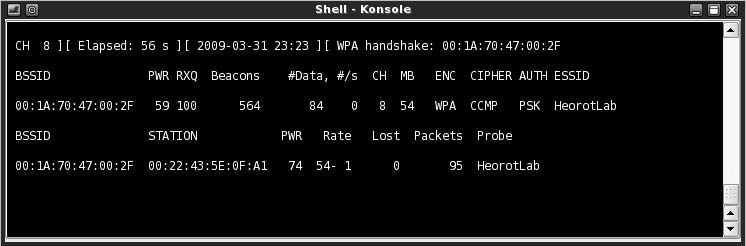 Shell - Konsole
CH 8 ][ Elapsed: 56 s ][ 2009-03-31 23:23 ][ WPA handshake: 00:1A:70:47:00:2F
BSSID PWR RXQ Beacons #Data, #/s CH MB ENC CIPHER AUTH ESSID
00:1A:70:47:00:2F 59 100 564 84 0 8 54 WPA CCMP PSK HeorotLab
BSSID STATION PWR Rate Lost Packets Probe
00:1A:70:47:00:2F 00:22:43:5E:0F:A1 74 54- 1 0 95 HeorotLab